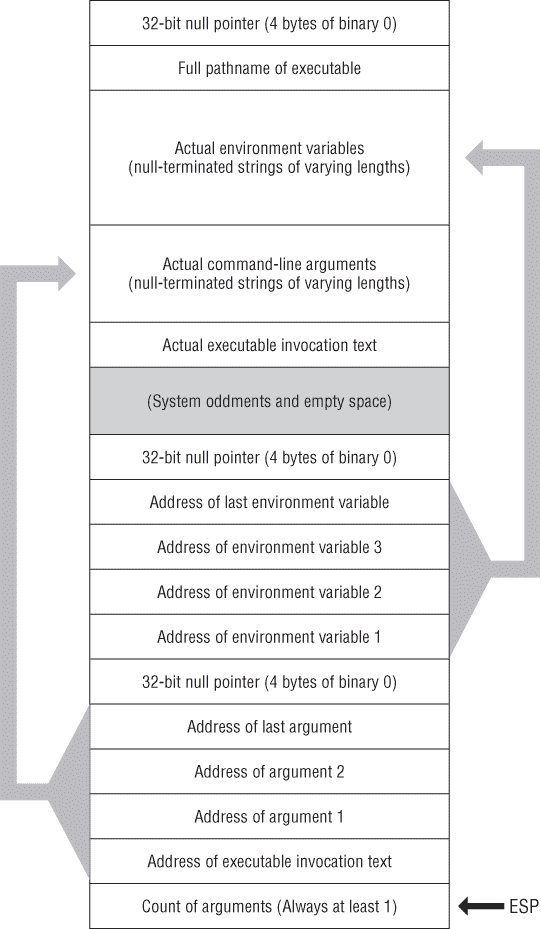 32-bit null pointer (4 bytes of binary 0)
Full pathname of executable
Actual environment variables
(null-terminated strings of varying lengths)
Actual command-line arguments
(null-terminated strings of varying lengths)
Actual executable invocation text
(System oddments and empty space)
32-bit null pointer (4 bytes of binary 0)
Address of last environment variable
Address of environment variable 3
Address of environment variable 2
Address of environment variable 1
32-bit null pointer (4 bytes of binary 0)
Address of last argument
Address of argument 2
Address of argument 1
Address of executable invocation text
Count of arguments (Always at least 1)
ESP